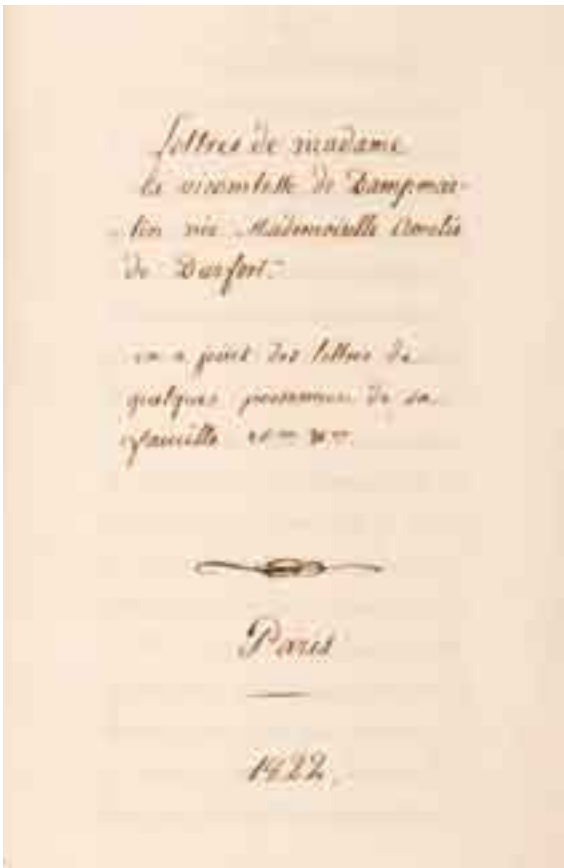 Lettres de madame
la vicomtesse de Dampmar-
tin née Mademoiselle Amelie
de Durfort.
on a joint des lettres de
quelques personnes de sa
famille
Paris
1822.